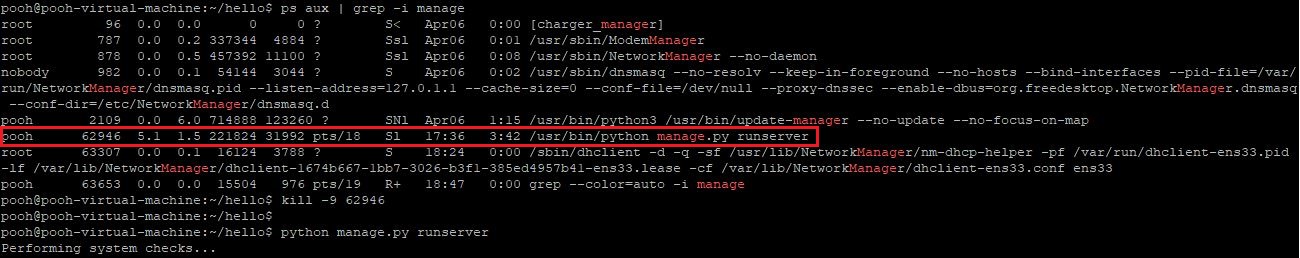 pooh@pooh-virtual-machine:~/hello$ ps aux | grep -i manage
root 96 0.0 0.0 0 0 ? S< Apr06 0:00 [charger_manager]
root 787 0.0 0.2 337344 4884 ? Ssl Apr06 0:01 /usr/sbin/ModemManager
root 878 0.0 0.5 457392 11100 ? Ssl Apr06 0:08 /usr/sbin/NetworkManager --no-daemon
nobody 982 0.0 0.1 54144 3044 ? S Apr06 0:02 /usr/sbin/dnsmasq --no-resolv --keep-in-foreground --no-hosts --bind-interfaces --pid-file=/var/
run/NetworkManager/dnsmasq.pid --listen-address=127.0.1.1 --cache-size=0 --conf-file=/dev/null --proxy-dnssec --enable-dbus=org.freedesktop.NetworkManager.dnsmasq
--conf-dir=/etc/NetworkManager/dnsmasq.d
pooh 2109 0.0 6.0 714888 123260 ? SNl Apr06 1:15 /usr/bin/python3 /usr/bin/update-manager --no-update --no-focus-on-map
pooh 62946 5.1 1.5 221824 31992 pts/18 Sl 17:36 3:42 /usr/bin/python manage.py runserver
root 63307 0.0 0.1 16124 3788 ? S 18:24 0:00 /sbin/dhclient -d -q -sf /usr/lib/NetworkManager/nm-dhcp-helper -pf /var/run/dhclient-ens33.pid
-lf /var/lib/NetworkManager/dhclient-1674b667-1bb7-3026-b3f1-385ed4957b41-ens33.lease -cf /var/lib/NetworkManager/dhclient-ens33.conf ens33
pooh 63653 0.0 0.0 15504 976 pts/19 R+ 18:47 0:00 grep --color=auto -i manage
pooh@pooh-virtual-machine:~/hello$ kill -9 62946
pooh@pooh-virtual-machine:~/hello$
pooh@pooh-virtual-machine:~/hello$ python manage.py runserver
Performing system checks...